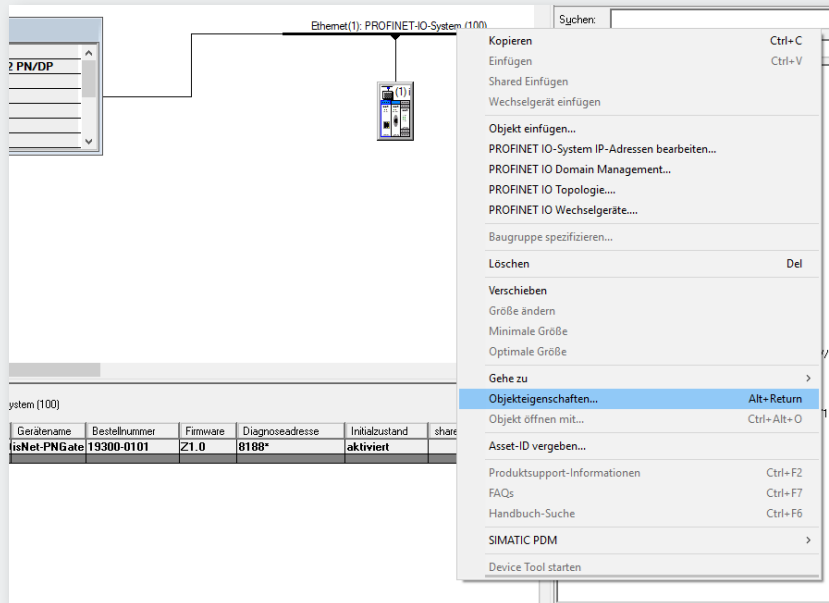 Ethernet(1): PROFINET-IO-System (100)
Suchen:
2 PN/DP
(1) i
Kopieren Ctrl+C
Einfügen Ctrl+V
Shared Einfügen
Wechselgerät einfügen
Objekt einfügen...
PROFINET IO-System IP-Adressen bearbeiten...
PROFINET IO Domain Management...
PROFINET IO Topologie....
PROFINET IO Wechselgeräte....
Baugruppe spezifizieren...
Löschen Del
Verschieben
Größe ändern
Minimale Größe
Optimale Größe
Gehe zu
Objekteigenschaften... Alt+Return
Objekt öffnen mit... Ctrl+Alt+O
Asset-ID vergeben...
Produktsupport-Informationen Ctrl+F2
FAQs Ctrl+F7
Handbuch-Suche Ctrl+F6
SIMATIC PDM
Device Tool starten
ystem (100)
Gerätename Bestellnummer Firmware Diagnoseadresse Initialzustand share
isNet-PNGate 19300-0101 Z1.0 8188* aktiviert